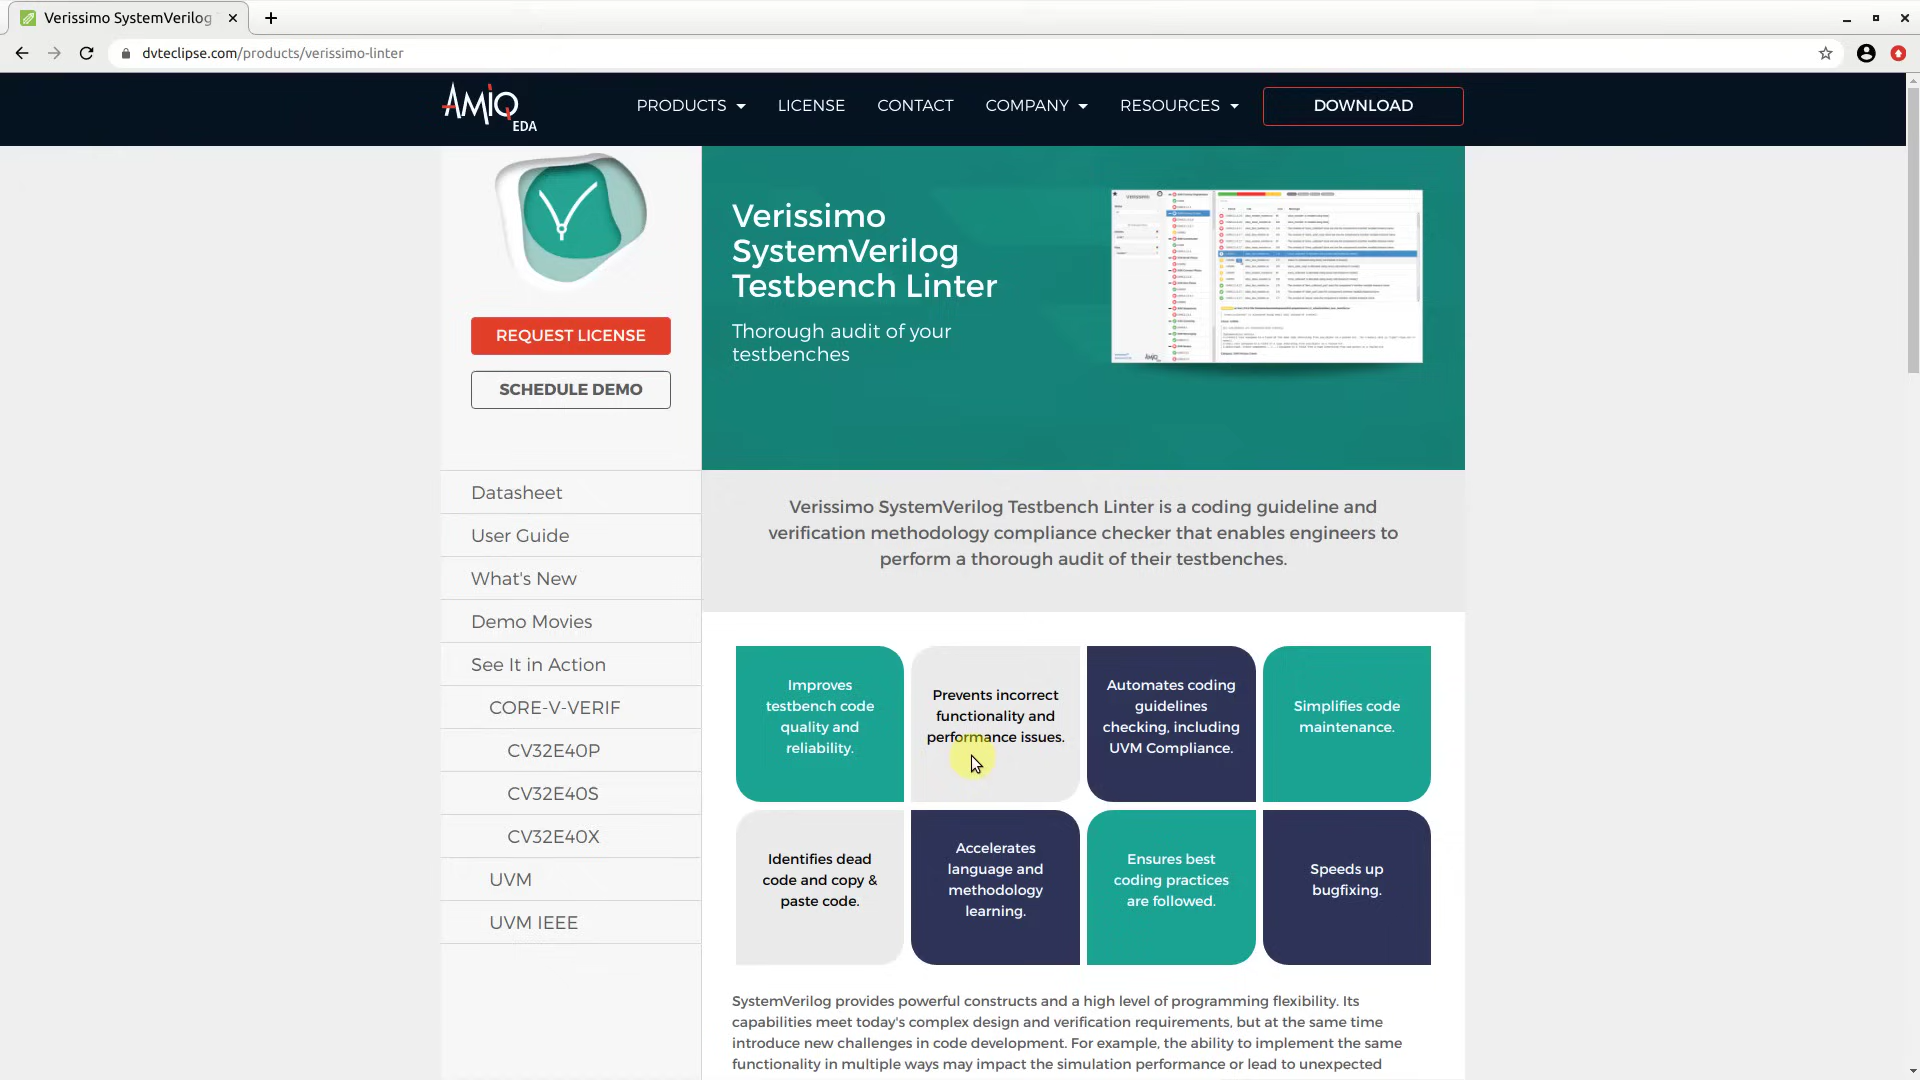 Verissimo SystemVerilog
dvteclipse.com/products/verissimo-linter
AMIQ
EDA
PRODUCTS
LICENSE
CONTACT
COMPANY
RESOURCES
DOWNLOAD
REQUEST LICENSE
SCHEDULE DEMO
Datasheet
User Guide
What's New
Demo Movies
See It in Action
CORE-V-VERIF
CV32E40P
CV32E40S
CV32E40X
UVM
UVM IEEE
Verissimo
SystemVerilog
Testbench Linter
Thorough audit of your
testbenches
Verissimo SystemVerilog Testbench Linter is a coding guideline and
verification methodology compliance checker that enables engineers to
perform a thorough audit of their testbenches.
Improves
testbench code
quality and
reliability.
Prevents incorrect
functionality and
performance issues.
Automates coding
guidelines
checking, including
UVM Compliance.
Simplifies code
maintenance.
Identifies dead
code and copy &
paste code.
Accelerates
language and
methodology
learning.
Ensures best
coding practices
are followed.
Speeds up
bugfixing.
SystemVerilog provides powerful constructs and a high level of programming flexibility. Its
capabilities meet today's complex design and verification requirements, but at the same time
introduce new challenges in code development. For example, the ability to implement the same
functionality in multiple ways may impact the simulation performance or lead to unexpected